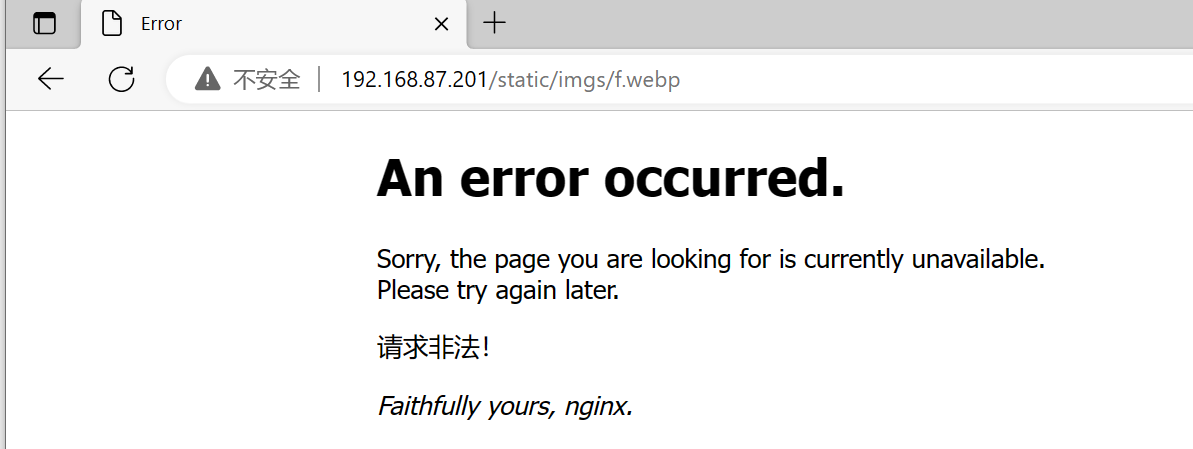 Error
不安全 192.168.87.201/static/imgs/f.webp
An error occurred.
Sorry, the page you are looking for is currently unavailable.
Please try again later.
请求非法！
Faithfully yours, nginx.